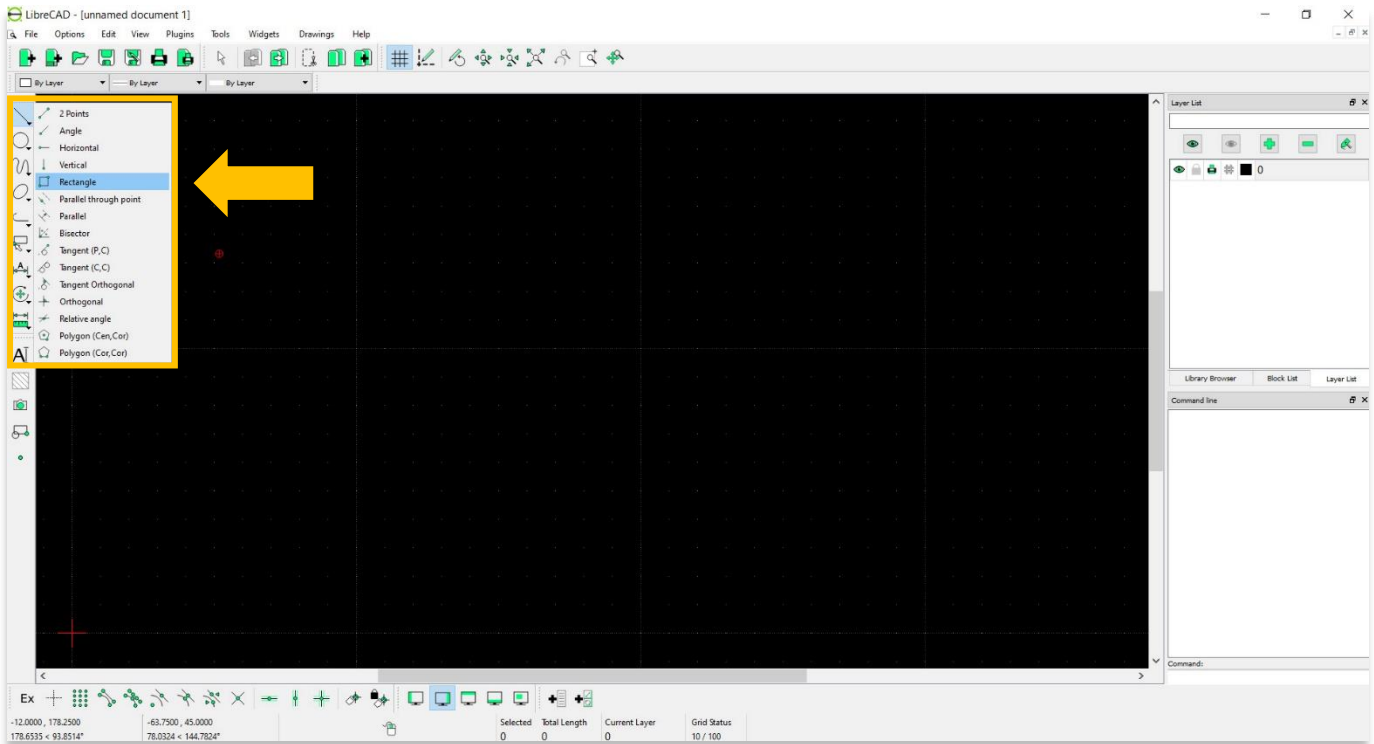 LibreCAD - [unnamed document 1]
File Options Edit View Plugins Tools Widgets Drawings Help
By Layer By Layer By Layer
2 Points
Angle
Horizontal
Vertical
Rectangle
Parallel through point
Parallel
Bisector
Tangent (P,C)
Tangent (C,C)
Tangent Orthogonal
Orthogonal
Relative angle
Polygon (Cen,Cor)
Polygon (Cor,Cor)
A
AI
Layer List
0
Library Browser Block List Layer List
Command line
Command:
Ex
-12.0000 , 178.2500 -63.7500 , 45.0000 Selected Total Length Current Layer Grid Status
178.6535 < 93.8514° 78.0324 < 144.7824° 0 0 0 10 / 100